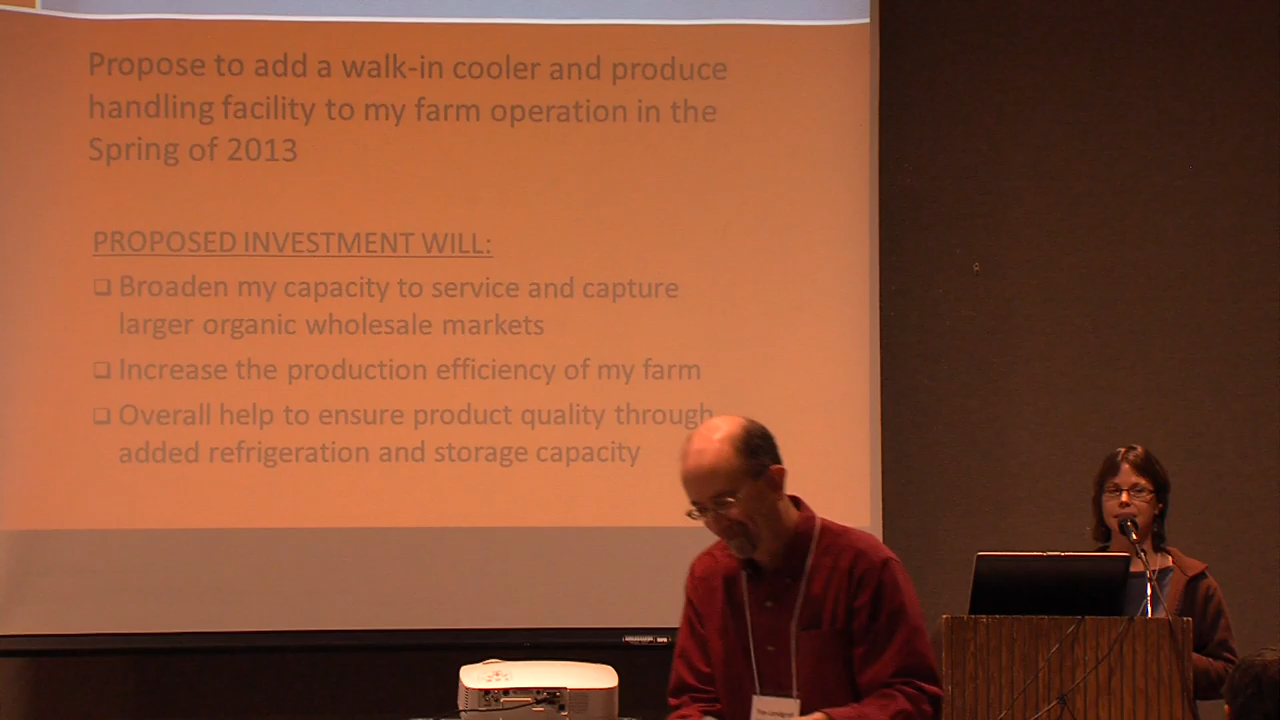 Propose to add a walk-in cooler and produce
handling facility to my farm operation in the
Spring of 2013
PROPOSED INVESTMENT WILL:
❑ Broaden my capacity to service and capture
larger organic wholesale markets
❑ Increase the production efficiency of my farm
❑ Overall help to ensure product quality through
added refrigeration and storage capacity